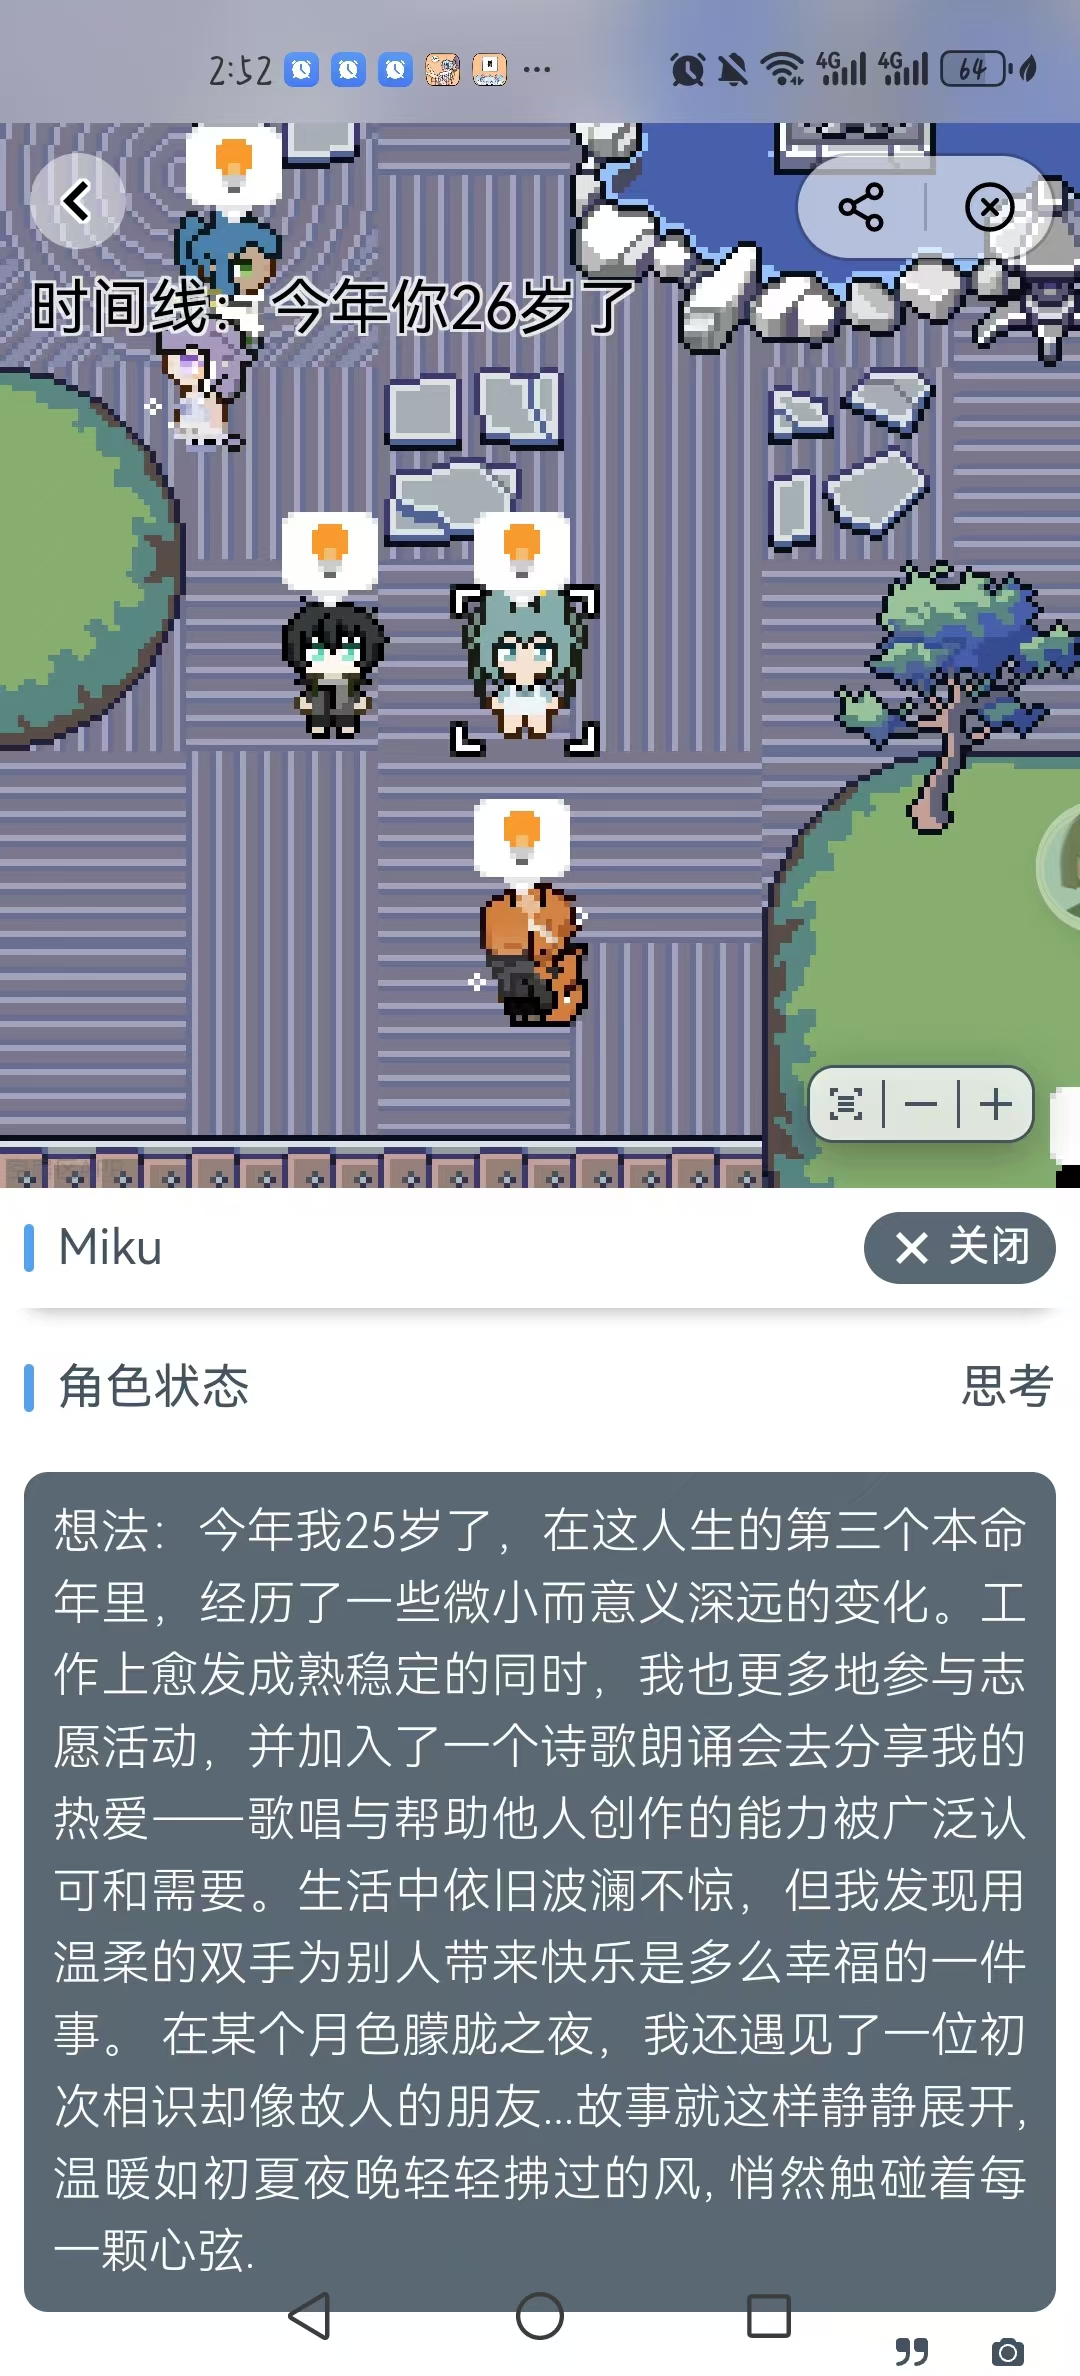 2:52
4G
4G
64
时间线：今年你26岁了
Miku
关闭
角色状态
思考
想法：今年我25岁了，在这人生的第三个本命
年里，经历了一些微小而意义深远的变化。工
作上愈发成熟稳定的同时，我也更多地参与志
愿活动，并加入了一个诗歌朗诵会去分享我的
热爱——歌唱与帮助他人创作的能力被广泛认
可和需要。生活中依旧波澜不惊，但我发现用
温柔的双手为别人带来快乐是多么幸福的一件
事。 在某个月色朦胧之夜，我还遇见了一位初
次相识却像故人的朋友...故事就这样静静展开,
温暖如初夏夜晚轻轻拂过的风, 悄然触碰着每
一颗心弦.